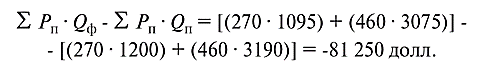 ∑ Pп · Qф - ∑ Pп · Qп = [(270 · 1095) + (460 · 3075)] -
- [(270 · 1200) + (460 · 3190)] = -81 250 долл.